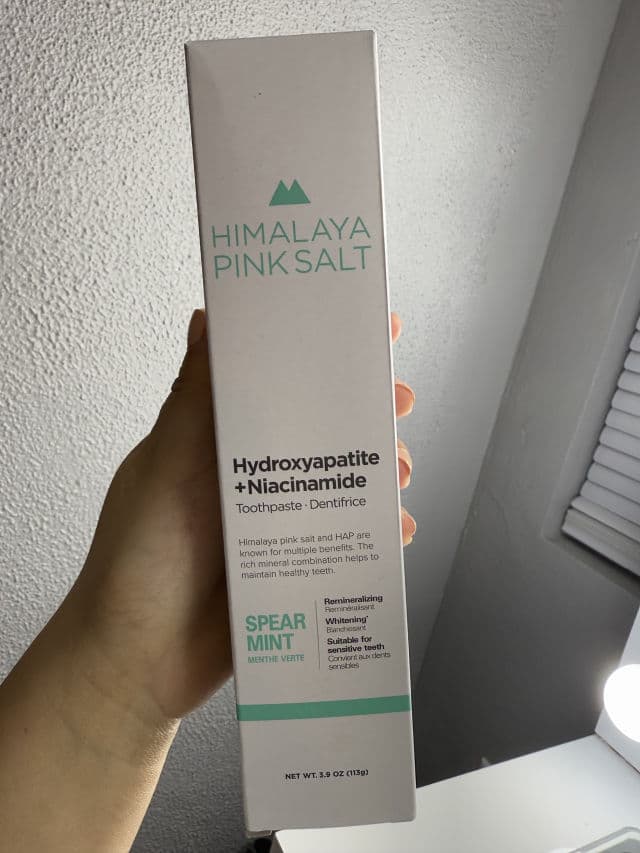 HIMALAYA
PINK SALT
Hydroxyapatite
+Niacinamide
Toothpaste · Dentifrice
Himalaya pink salt and HAP are
known for multiple benefits. The
rich mineral combination helps to
maintain healthy teeth.
SPEAR
MINT
MENTHE VERTE
Remineralizing
Reminéralisant
Whitening*
Blanchissant
Suitable for
sensitive teeth
Convient aux dents
sensibles
NET WT. 3.9 OZ (113g)